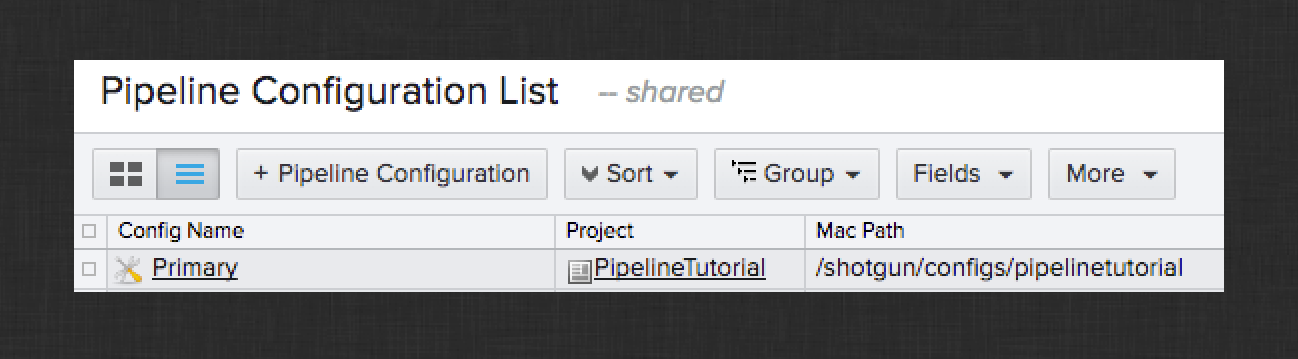 Pipeline Configuration List -- shared
+ Pipeline Configuration Sort Group Fields More
Config Name Project Mac Path
Primary PipelineTutorial /shotgun/configs/pipelinetutorial